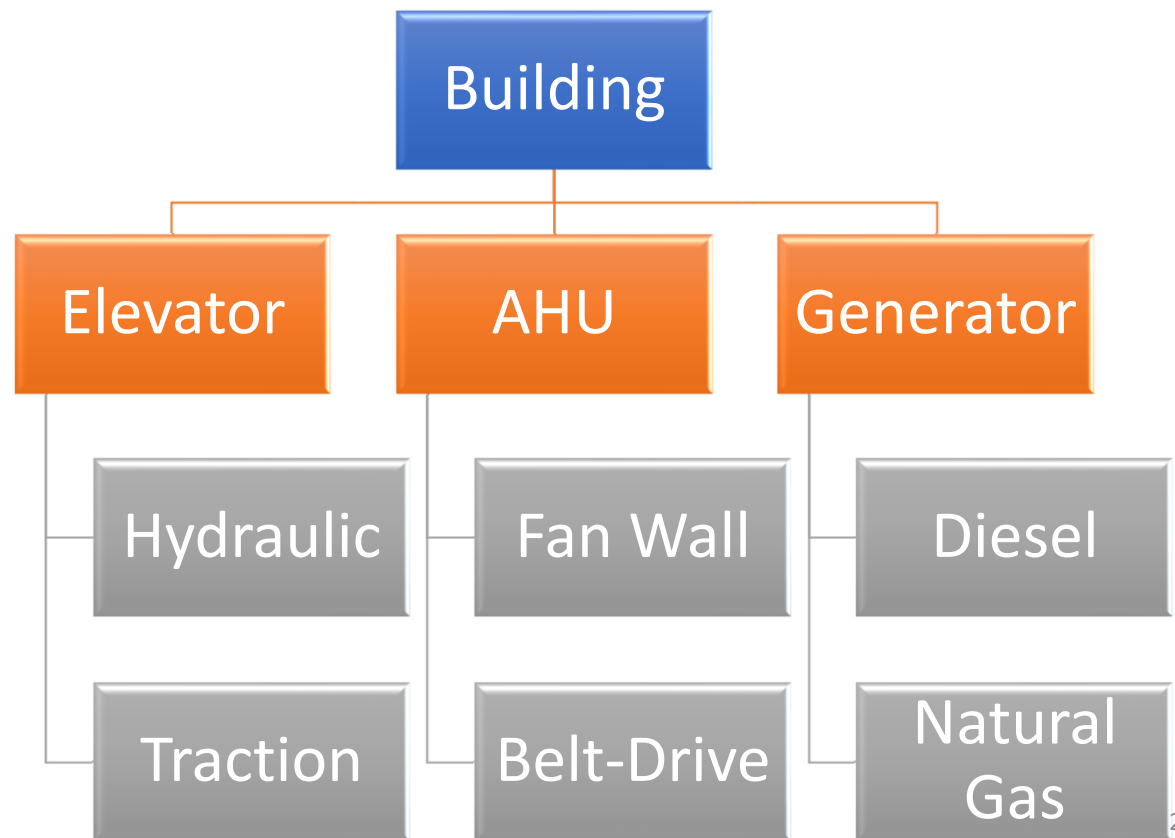 Building
Elevator
AHU
Generator
Hydraulic
Fan Wall
Diesel
Traction
Belt-Drive
Natural
Gas